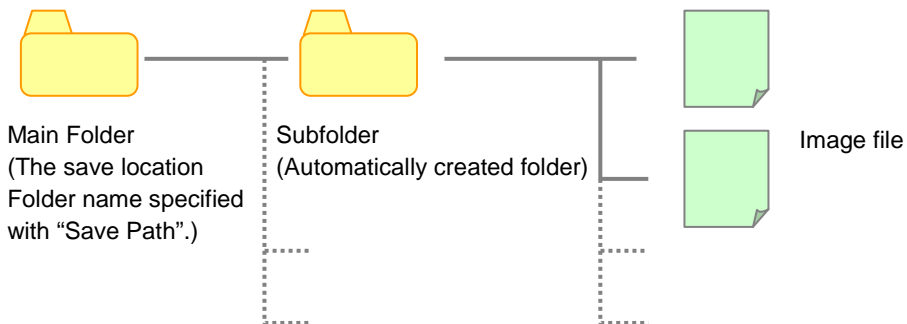 Main Folder
(The save location
Folder name specified
with “Save Path”.)
Subfolder
(Automatically created folder)
Image file